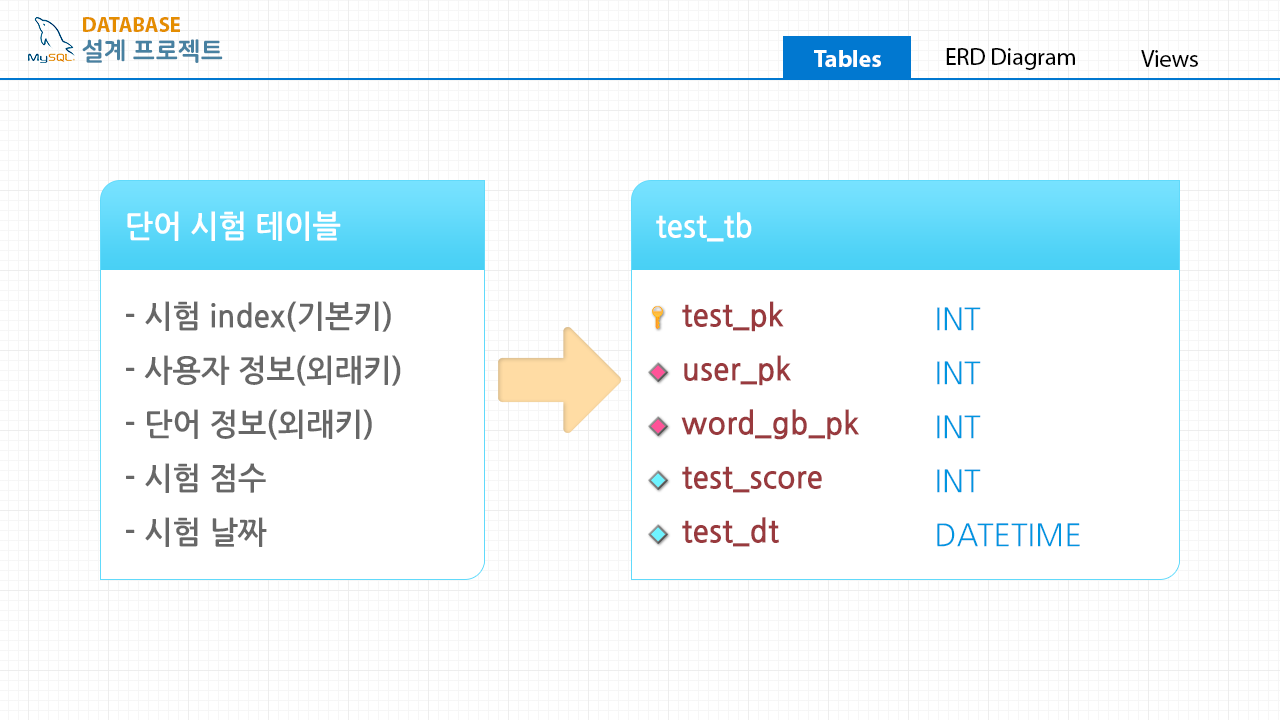 DATABASE
설계 프로젝트
MySQL
Tables
ERD Diagram
Views
단어 시험 테이블
- 시험 index(기본키)
- 사용자 정보(외래키)
- 단어 정보(외래키)
- 시험 점수
- 시험 날짜
test_tb
test_pk INT
user_pk INT
word_gb_pk INT
test_score INT
test_dt DATETIME